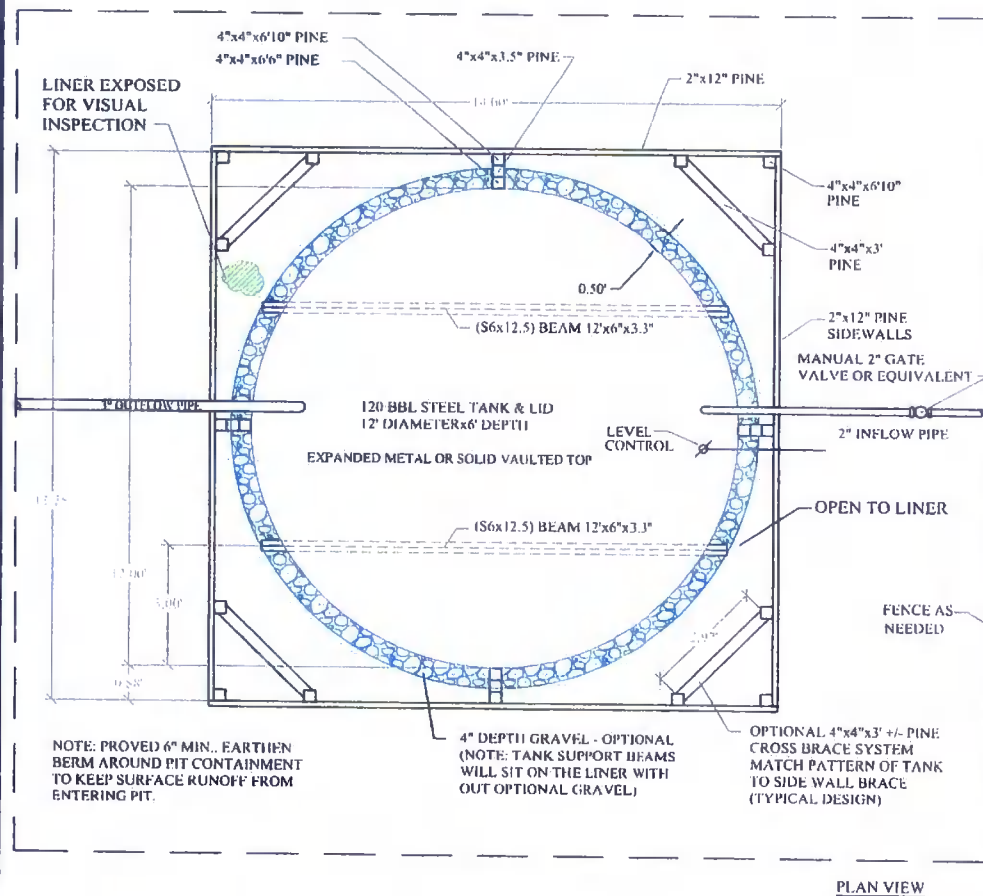 4"x4"x6'10" PINE
4"x4"x6'6" PINE
4"x4"x3.5" PINE
2"x12" PINE
LINER EXPOSED
FOR VISUAL
INSPECTION
4"x4"x6'10"
PINE
4"x4"x3'
PINE
0.50'
(S6x12.5) BEAM 12'x6"x3.3"
2"x12" PINE
SIDEWALLS
MANUAL 2" GATE
VALVE OR EQUIVALENT
OUTFLOW PIPE
120 BBL STEEL TANK & LID
12' DIAMETERx6' DEPTH
LEVEL
CONTROL
2" INFLOW PIPE
EXPANDED METAL OR SOLID VAULTED TOP
OPEN TO LINER
(S6x12.5) BEAM 12'x6"x3.3"
12.00'
3.00'
FENCE AS
NEEDED
NOTE: PROVED 6" MIN.. EARTHEN
BERM AROUND PIT CONTAINMENT
TO KEEP SURFACE RUNOFF FROM
ENTERING PIT.
4" DEPTH GRAVEL - OPTIONAL
(NOTE: TANK SUPPORT BEAMS
WILL SIT ON THE LINER WITH
OUT OPTIONAL GRAVEL)
OPTIONAL 4"x4"x3' +/- PINE
CROSS BRACE SYSTEM
MATCH PATTERN OF TANK
TO SIDE WALL BRACE
(TYPICAL DESIGN)
PLAN VIEW